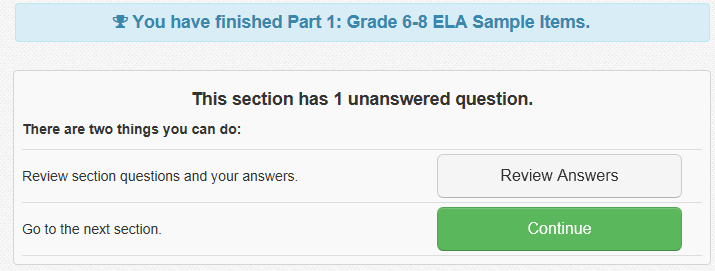 You have finished Part 1: Grade 6-8 ELA Sample Items.
This section has 1 unanswered question.
There are two things you can do:
Review section questions and your answers.
Review Answers
Go to the next section.
Continue